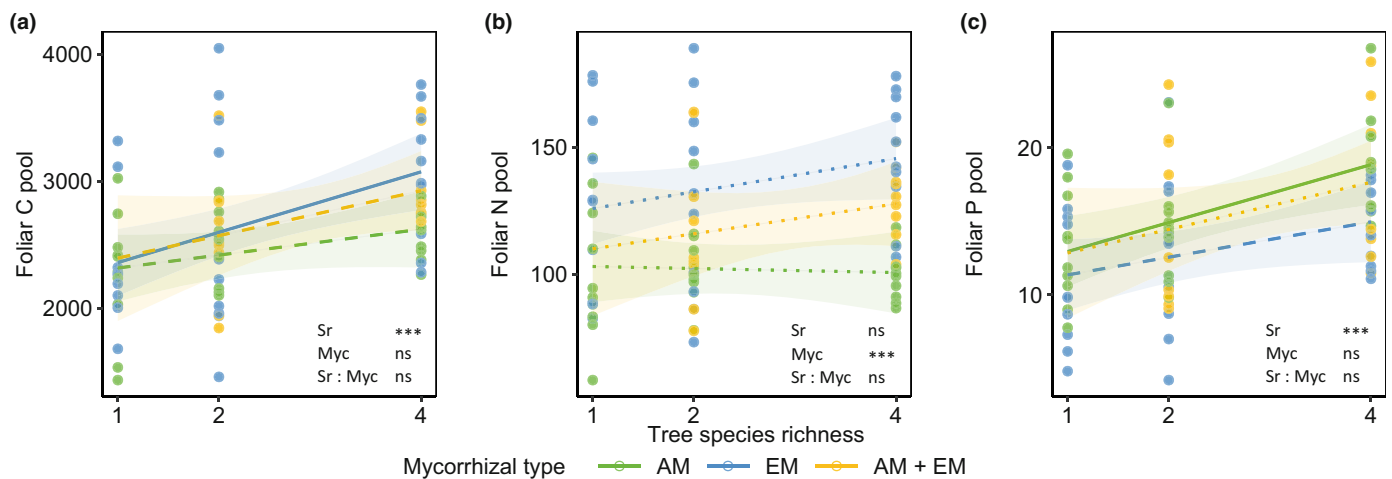 (a)
Foliar C pool
4000
3000
2000
Sr ***
Myc ns
Sr : Myc ns
1 2 4
(b)
Foliar N pool
150
100
Sr ns
Myc ***
Sr : Myc ns
1 2 4
(c)
Foliar P pool
20
10
Sr ***
Myc ns
Sr : Myc ns
1 2 4
Tree species richness
Mycorrhizal type AM EM AM + EM